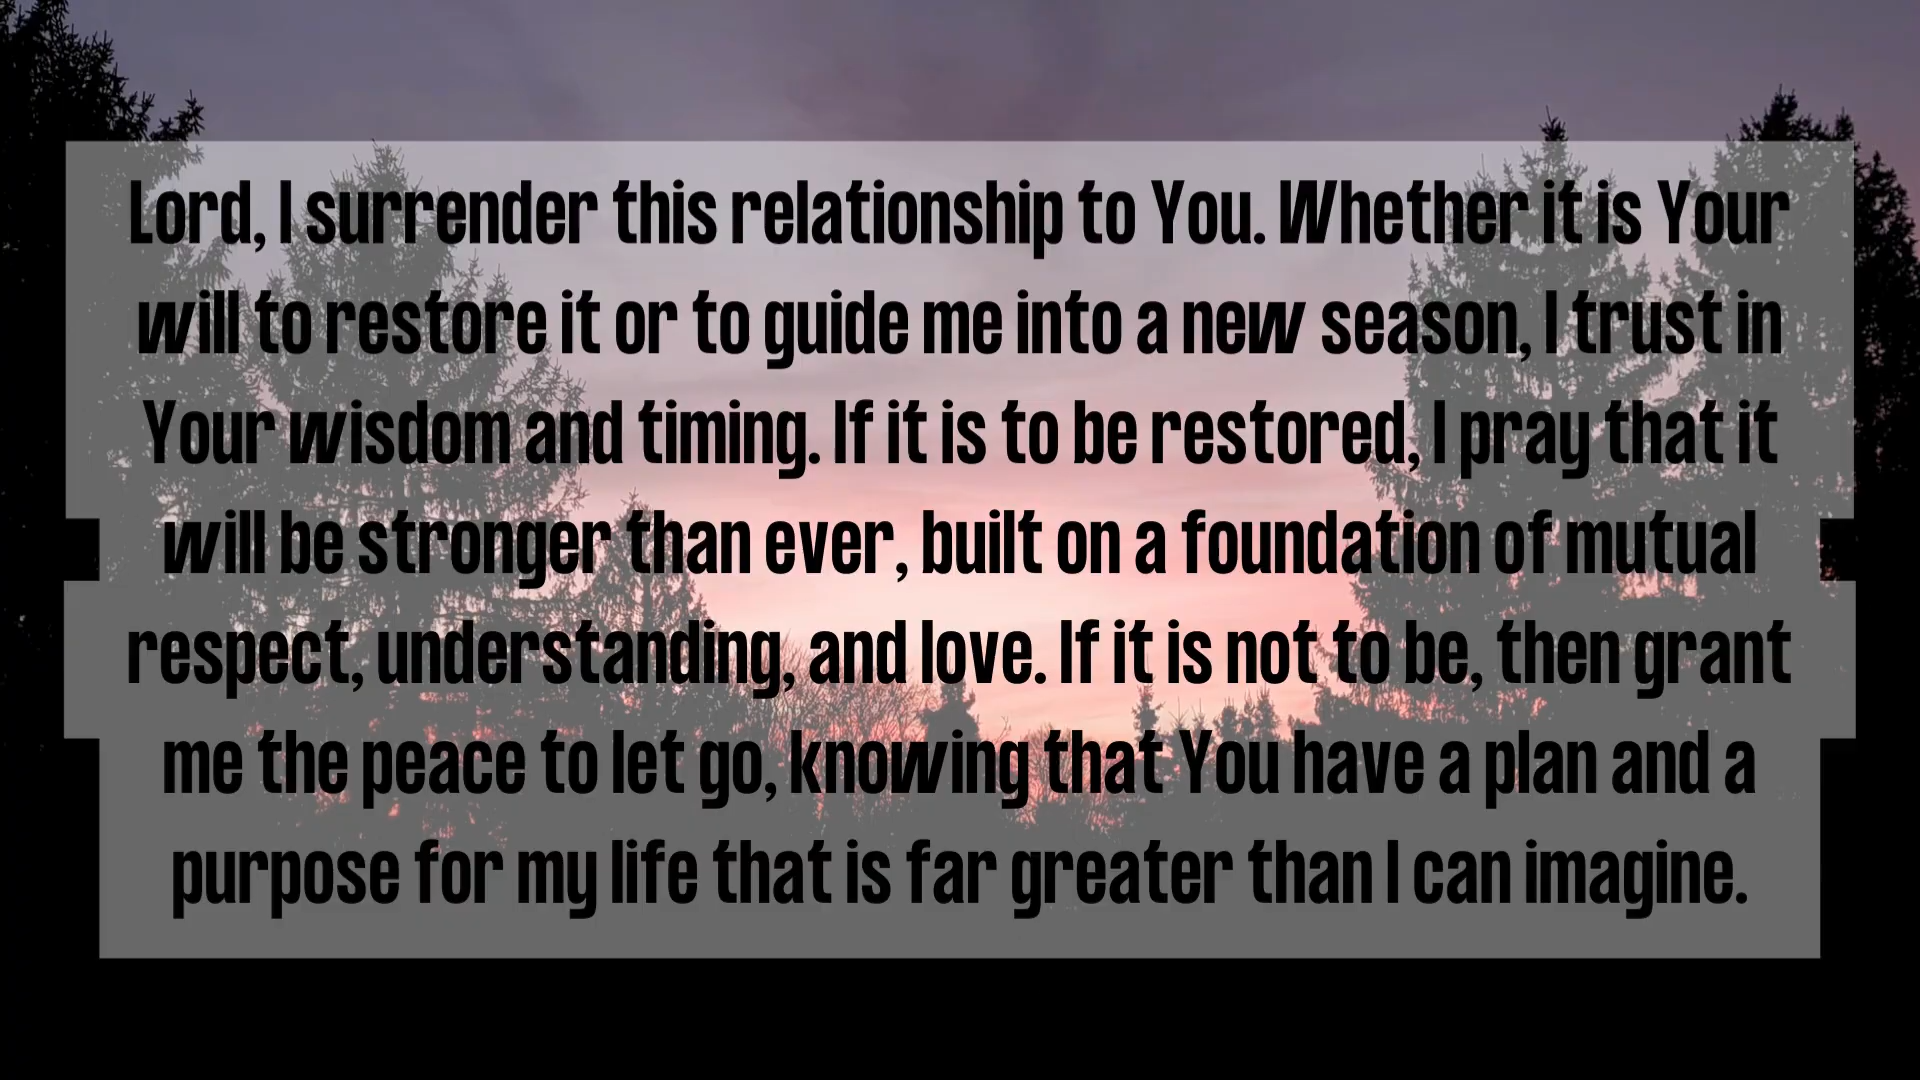 Lord, I surrender this relationship to You. Whether it is Your
will to restore it or to guide me into a new season, I trust in
Your wisdom and timing. If it is to be restored, I pray that it
will be stronger than ever, built on a foundation of mutual
respect, understanding, and love. If it is not to be, then grant
me the peace to let go, knowing that You have a plan and a
purpose for my life that is far greater than I can imagine.